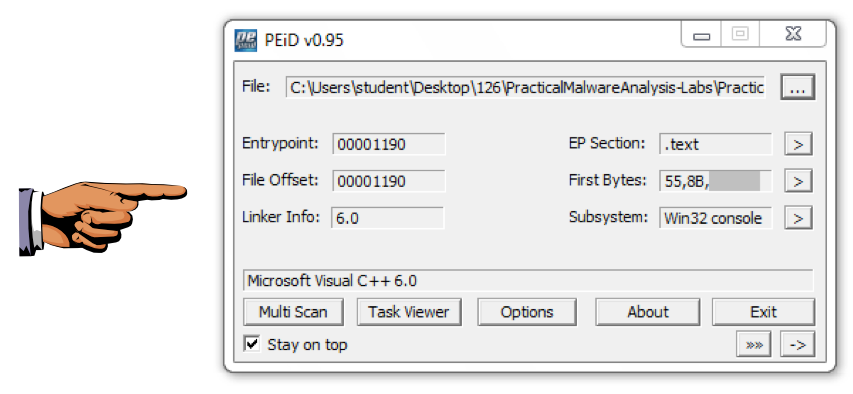 PEiD v0.95
File: C:\Users\student\Desktop\126\PracticalMalwareAnalysis-Labs\Practic ...
Entrypoint: 00001190 EP Section: .text >
File Offset: 00001190 First Bytes: 55,8B, >
Linker Info: 6.0 Subsystem: Win32 console >
Microsoft Visual C++ 6.0
Multi Scan Task Viewer Options About Exit
Stay on top »» ->